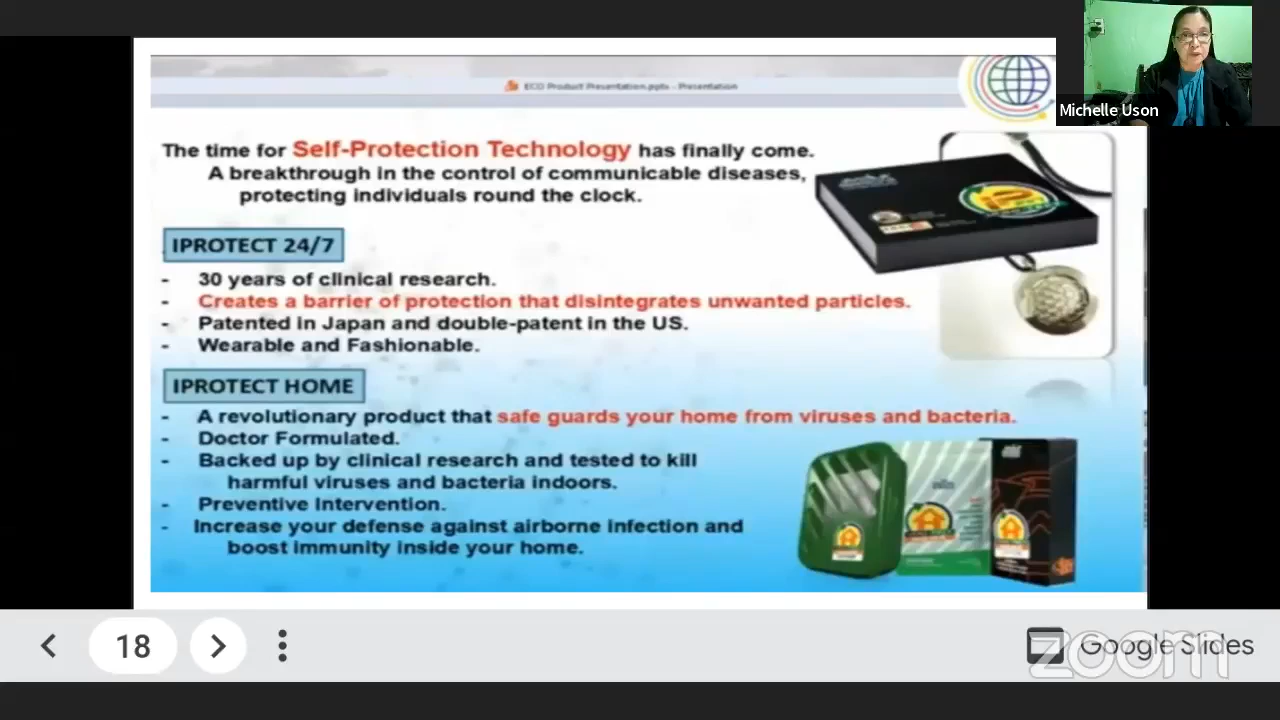 ECO Product Presentation.pptx - Presentation
Michelle Uson
The time for Self-Protection Technology has finally come.
A breakthrough in the control of communicable diseases,
protecting individuals round the clock.
IPROTECT 24/7
- 30 years of clinical research.
- Creates a barrier of protection that disintegrates unwanted particles.
- Patented in Japan and double-patent in the US.
- Wearable and Fashionable.
IPROTECT HOME
- A revolutionary product that safe guards your home from viruses and bacteria.
- Doctor Formulated.
- Backed up by clinical research and tested to kill
harmful viruses and bacteria indoors.
- Preventive Intervention.
- Increase your defense against airborne infection and
boost immunity inside your home.
18
Google Slides
zoom